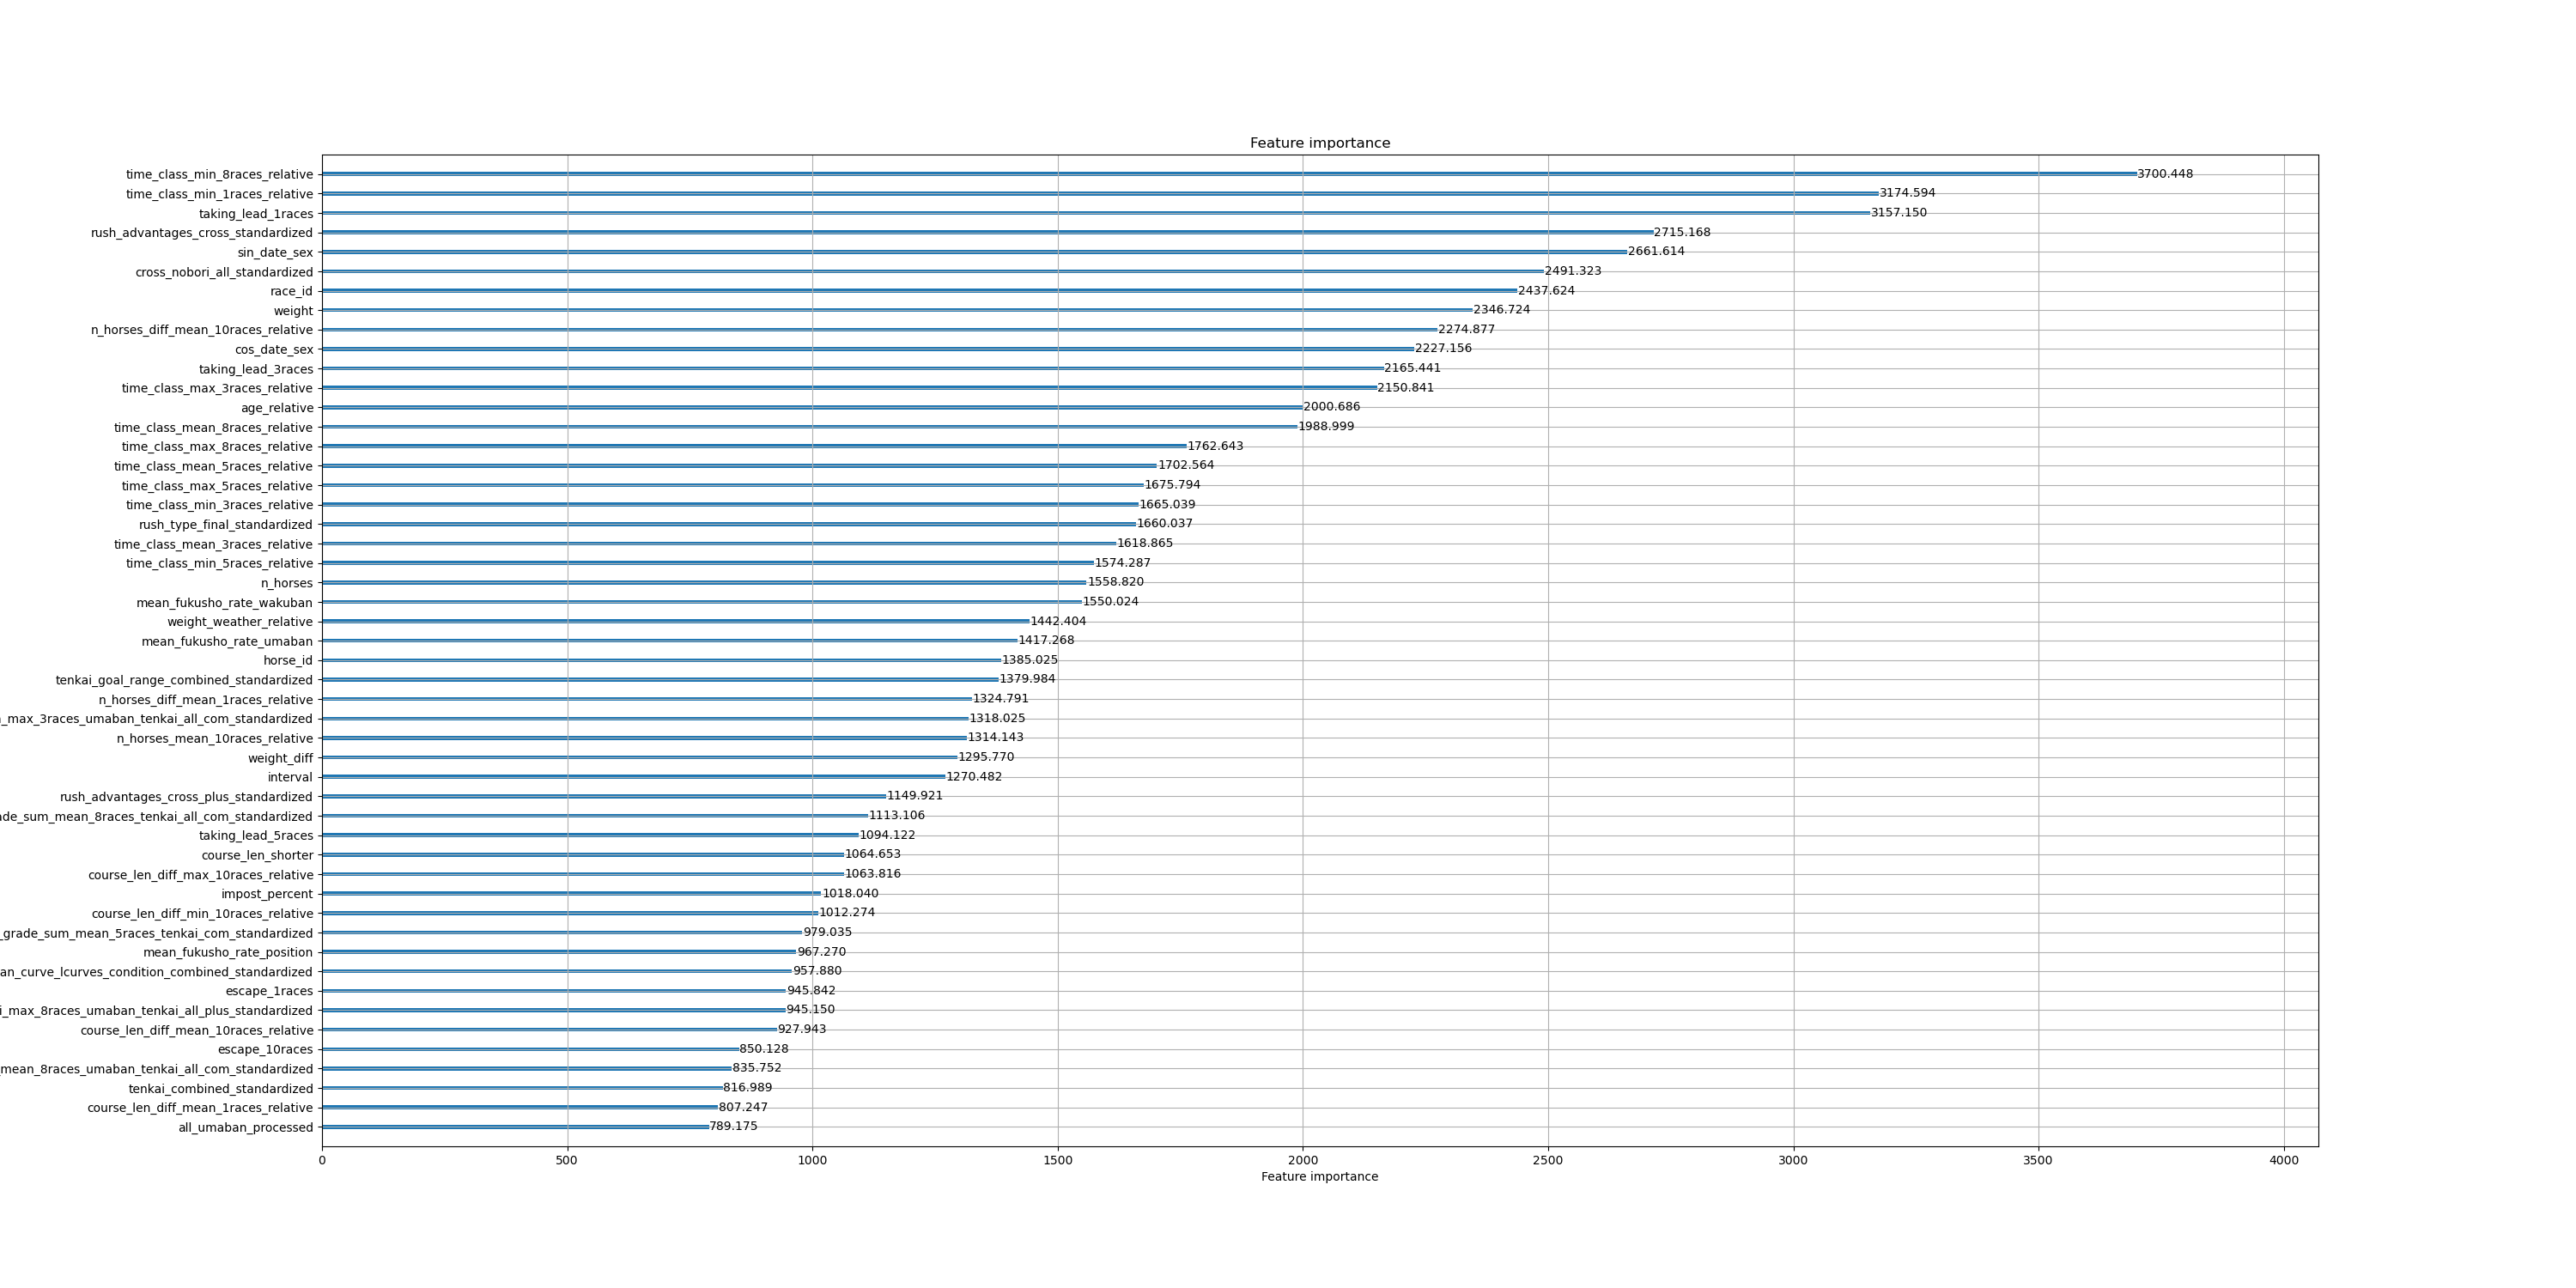 Feature importance
time_class_min_8races_relative 3700.448
time_class_min_1races_relative 3174.594
taking_lead_1races 3157.150
rush_advantages_cross_standardized 2715.168
sin_date_sex 2661.614
cross_nobori_all_standardized 2491.323
race_id 2437.624
weight 2346.724
n_horses_diff_mean_10races_relative 2274.877
cos_date_sex 2227.156
taking_lead_3races 2165.441
time_class_max_3races_relative 2150.841
age_relative 2000.686
time_class_mean_8races_relative 1988.999
time_class_max_8races_relative 1762.643
time_class_mean_5races_relative 1702.564
time_class_max_5races_relative 1675.794
time_class_min_3races_relative 1665.039
rush_type_final_standardized 1660.037
time_class_mean_3races_relative 1618.865
time_class_min_5races_relative 1574.287
n_horses 1558.820
mean_fukusho_rate_wakuban 1550.024
weight_weather_relative 1442.404
mean_fukusho_rate_umaban 1417.268
horse_id 1385.025
tenkai_goal_range_combined_standardized 1379.984
n_horses_diff_mean_1races_relative 1324.791
_max_3races_umaban_tenkai_all_com_standardized 1318.025
n_horses_mean_10races_relative 1314.143
weight_diff 1295.770
interval 1270.482
rush_advantages_cross_plus_standardized 1149.921
de_sum_mean_8races_tenkai_all_com_standardized 1113.106
taking_lead_5races 1094.122
course_len_shorter 1064.653
course_len_diff_max_10races_relative 1063.816
impost_percent 1018.040
course_len_diff_min_10races_relative 1012.274
_grade_sum_mean_5races_tenkai_com_standardized 979.035
mean_fukusho_rate_position 967.270
an_curve_lcurves_condition_combined_standardized 957.880
escape_1races 945.842
i_max_8races_umaban_tenkai_all_plus_standardized 945.150
course_len_diff_mean_10races_relative 927.943
escape_10races 850.128
mean_8races_umaban_tenkai_all_com_standardized 835.752
tenkai_combined_standardized 816.989
course_len_diff_mean_1races_relative 807.247
all_umaban_processed 789.175
0 500 1000 1500 2000 2500 3000 3500 4000
Feature importance